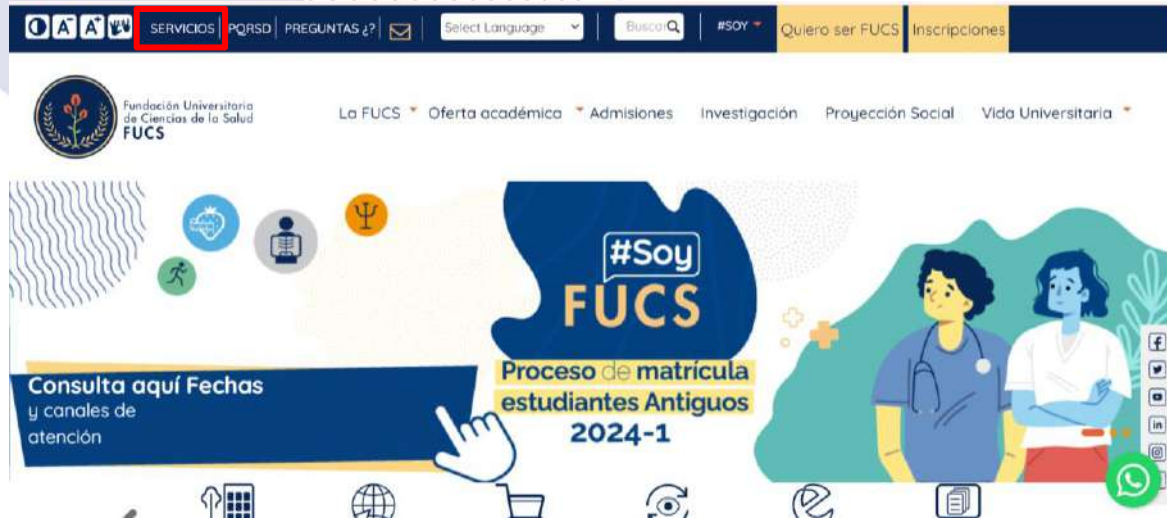 A- A+ SERVICIOS PQRSD PREGUNTAS ¿? Select Language Buscar #SOY Quiero ser FUCS Inscripciones
Fundación Universitaria
de Ciencias de la Salud
FUCS
La FUCS Oferta académica Admisiones Investigación Proyección Social Vida Universitaria
#Soy
FUCS
Proceso de matrícula
estudiantes Antiguos
2024-1
Consulta aquí Fechas
y canales de
atención